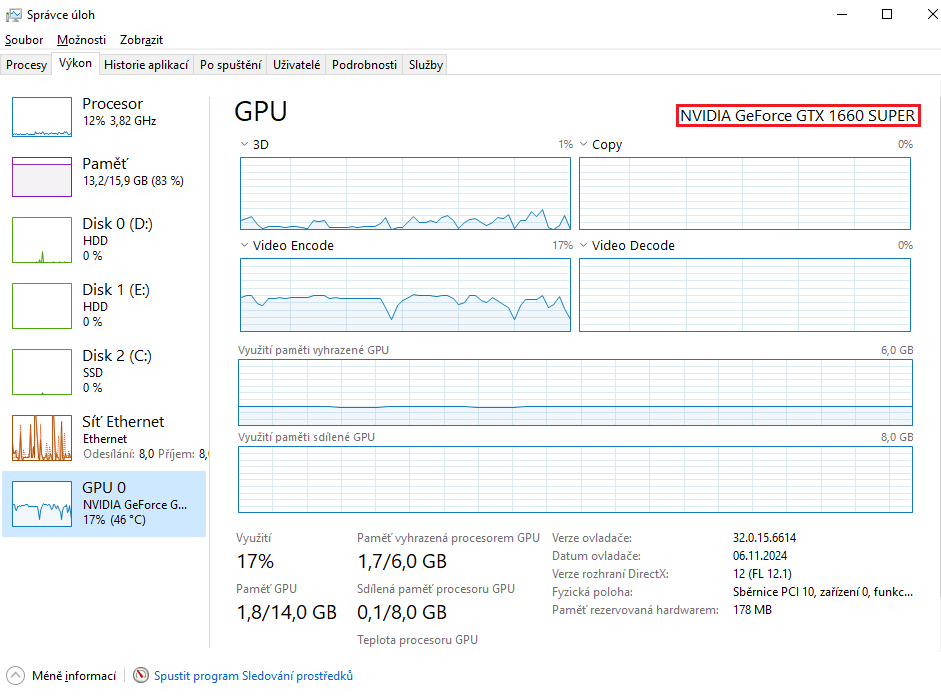 Správce úloh
Soubor Možnosti Zobrazit
Procesy Výkon Historie aplikací Po spuštění Uživatelé Podrobnosti Služby
Procesor
12% 3,82 GHz
Paměť
13,2/15,9 GB (83 %)
Disk 0 (D:)
HDD
0 %
Disk 1 (E:)
HDD
0 %
Disk 2 (C:)
SSD
0 %
Síť Ethernet
Ethernet
Odesílání: 8,0 Příjem: 8,0
GPU 0
NVIDIA GeForce G...
17% (46 °C)
GPU NVIDIA GeForce GTX 1660 SUPER
3D 1% Copy 0%
Video Encode 17% Video Decode 0%
Využití paměti vyhrazené GPU 6,0 GB
Využití paměti sdílené GPU 8,0 GB
Využití
17%
Paměť GPU
1,8/14,0 GB
Paměť vyhrazená procesorem GPU
1,7/6,0 GB
Sdílená paměť procesoru GPU
0,1/8,0 GB
Teplota procesoru GPU
Verze ovladače: 32.0.15.6614
Datum ovladače: 06.11.2024
Verze rozhraní DirectX: 12 (FL 12.1)
Fyzická poloha: Sběrnice PCI 10, zařízení 0, funkc...
Paměť rezervovaná hardwarem: 178 MB
Méně informací Spustit program Sledování prostředků